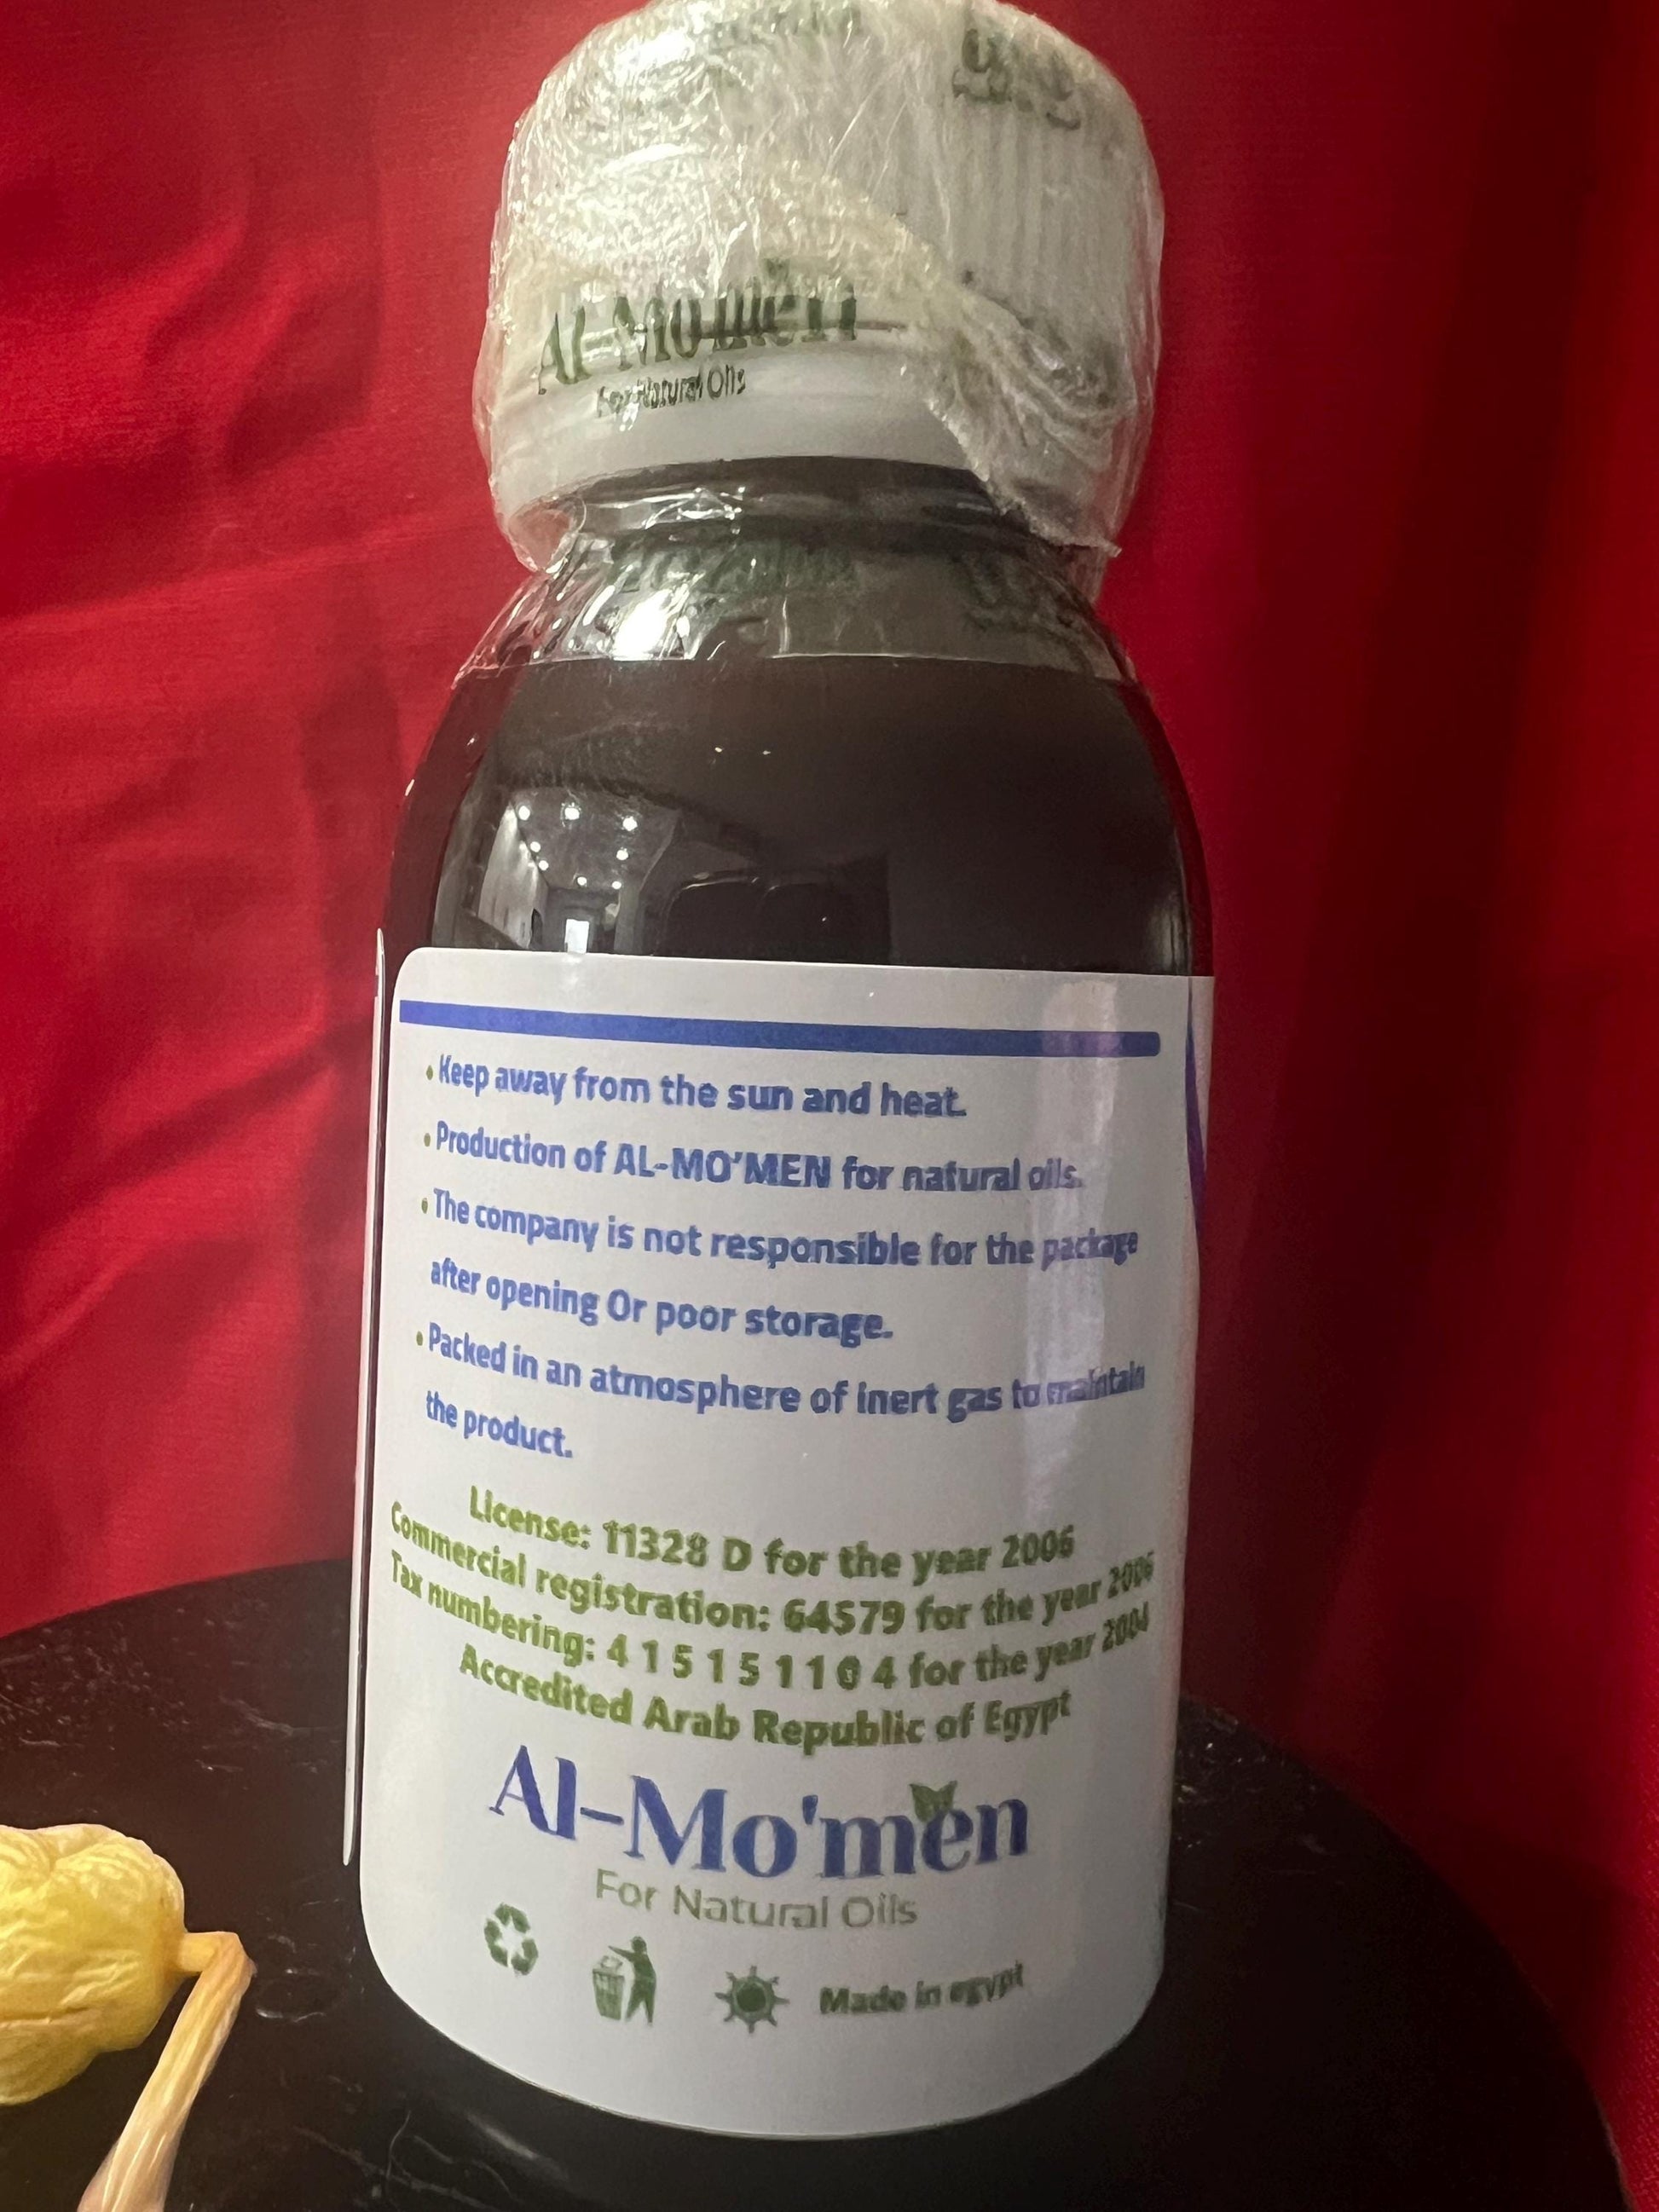 Al-Mo'men
For Natural Oils
•Keep away from the sun and heat.
•Production of AL-MO'MEN for natural oils.
•The company is not responsible for the package
after opening Or poor storage.
•Packed in an atmosphere of inert gas to maintain
the product.
License: 11328 D for the year 2006
Commercial registration: 64579 for the year 2006
Tax numbering: 4 1 5 1 5 1 1 0 4 for the year 2004
Accredited Arab Republic of Egypt
Al-Mo'men
For Natural Oils
Made in egypt